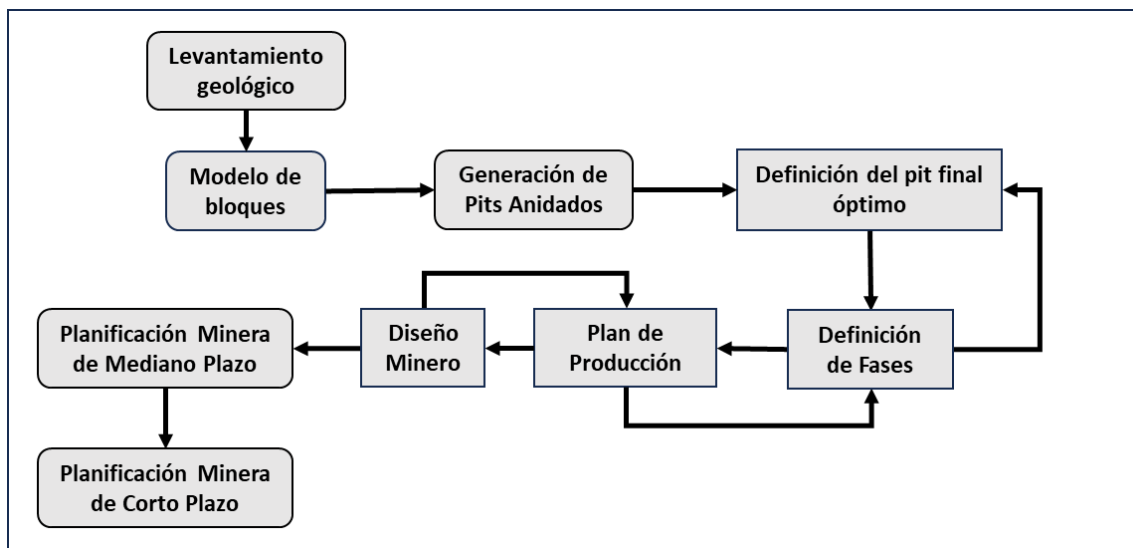 Levantamiento
geológico
Modelo de
bloques
Generación de
Pits Anidados
Definición del pit final
óptimo
Definición
de Fases
Plan de
Producción
Diseño
Minero
Planificación Minera
de Mediano Plazo
Planificación Minera
de Corto Plazo